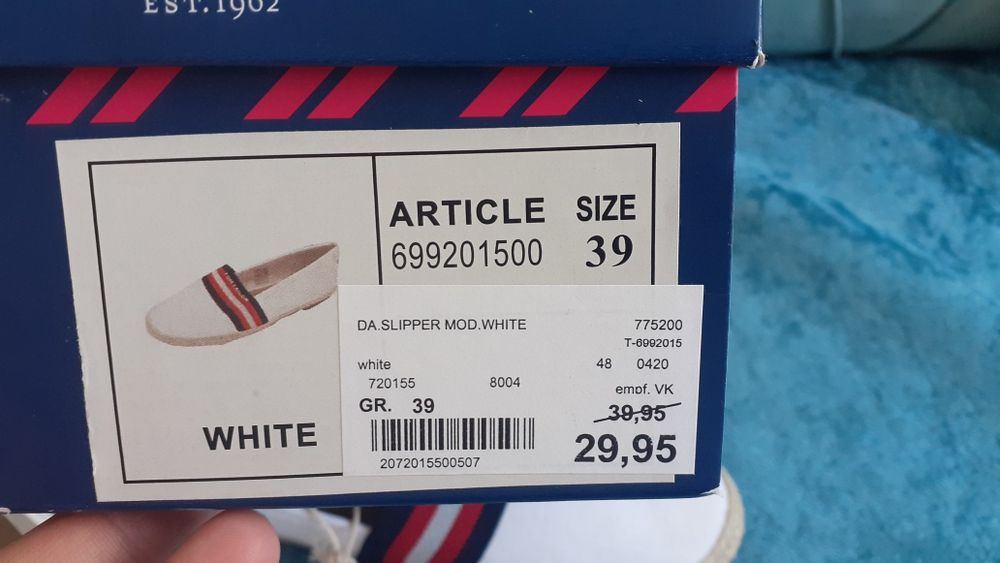 EST.1962
ARTICLE SIZE
699201500 39
WHITE
DA.SLIPPER MOD.WHITE 775200
T-6992015
white 48 0420
720155 8004 empf. VK
GR. 39 39,95
29,95
2072015500507